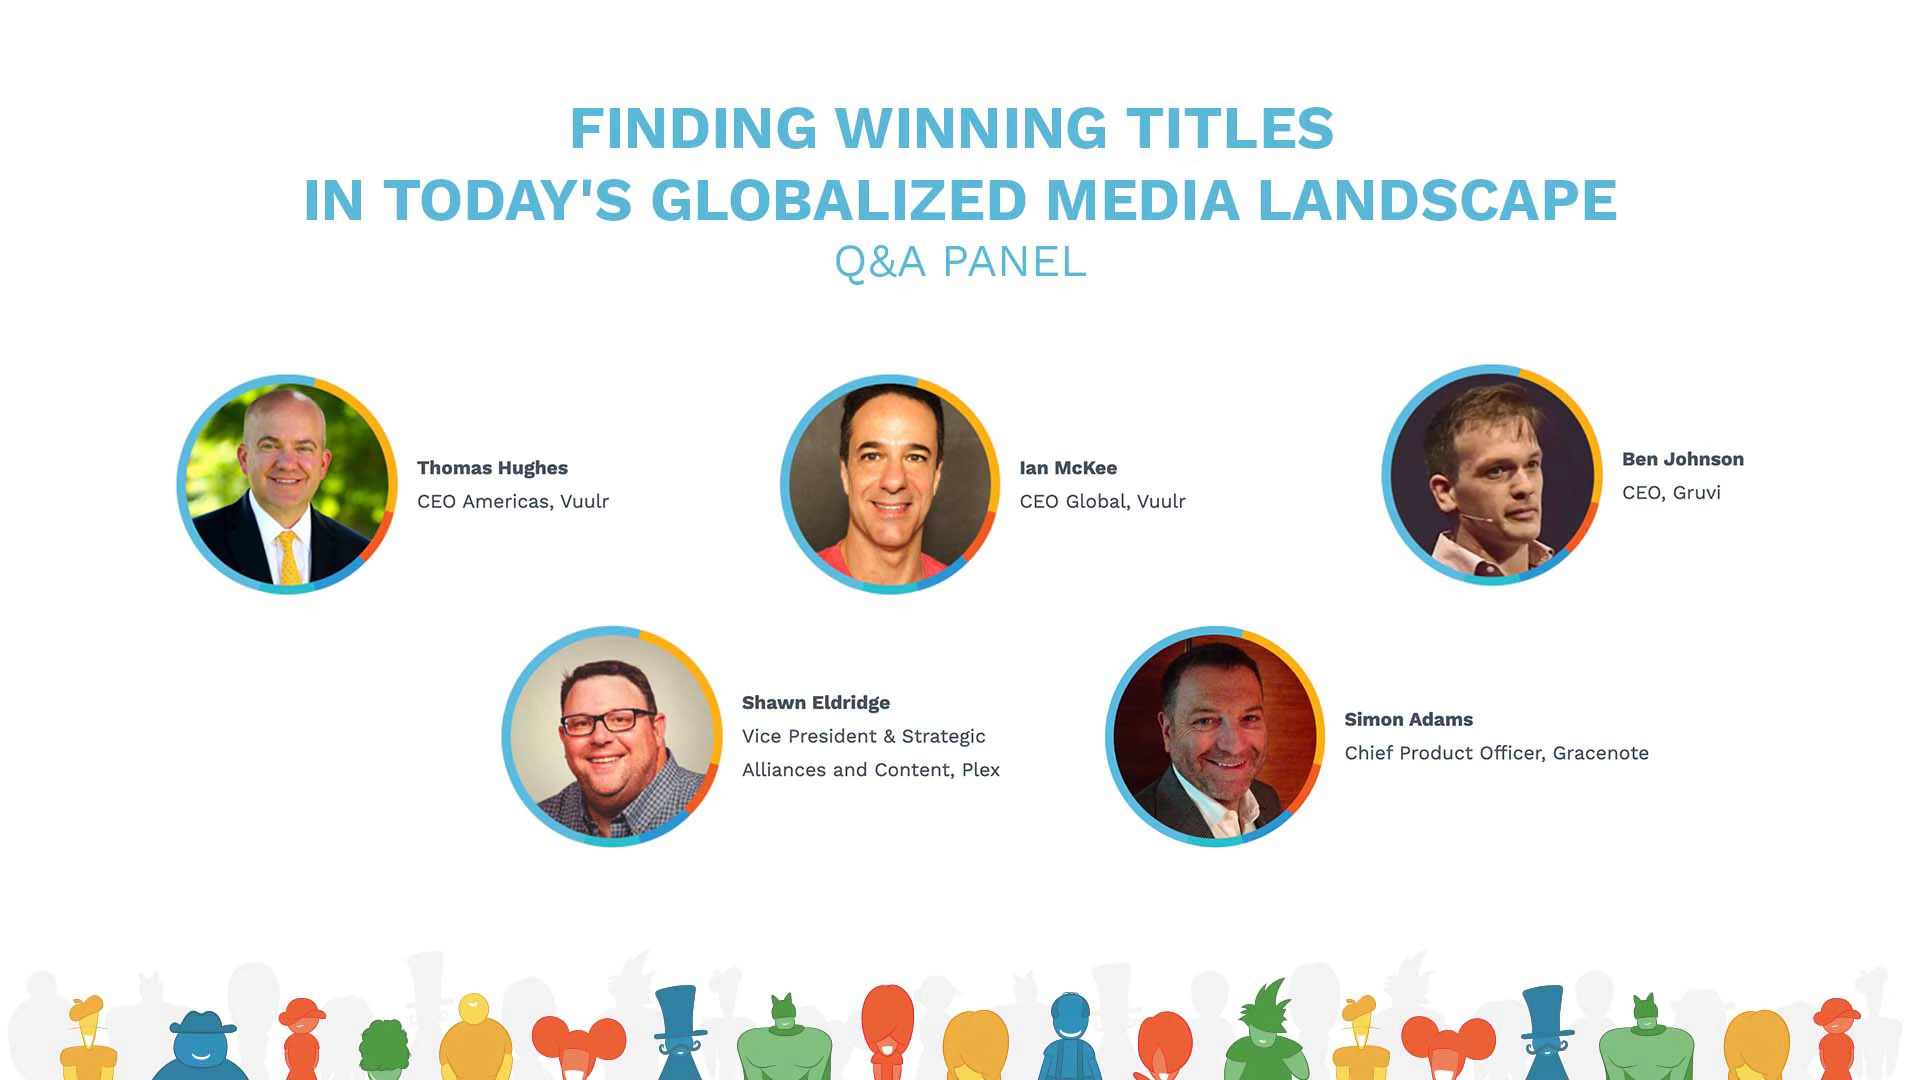 FINDING WINNING TITLES
IN TODAY'S GLOBALIZED MEDIA LANDSCAPE
Q&A PANEL
Thomas Hughes
CEO Americas, Vuulr
Ian McKee
CEO Global, Vuulr
Ben Johnson
CEO, Gruvi
Shawn Eldridge
Vice President & Strategic
Alliances and Content, Plex
Simon Adams
Chief Product Officer, Gracenote